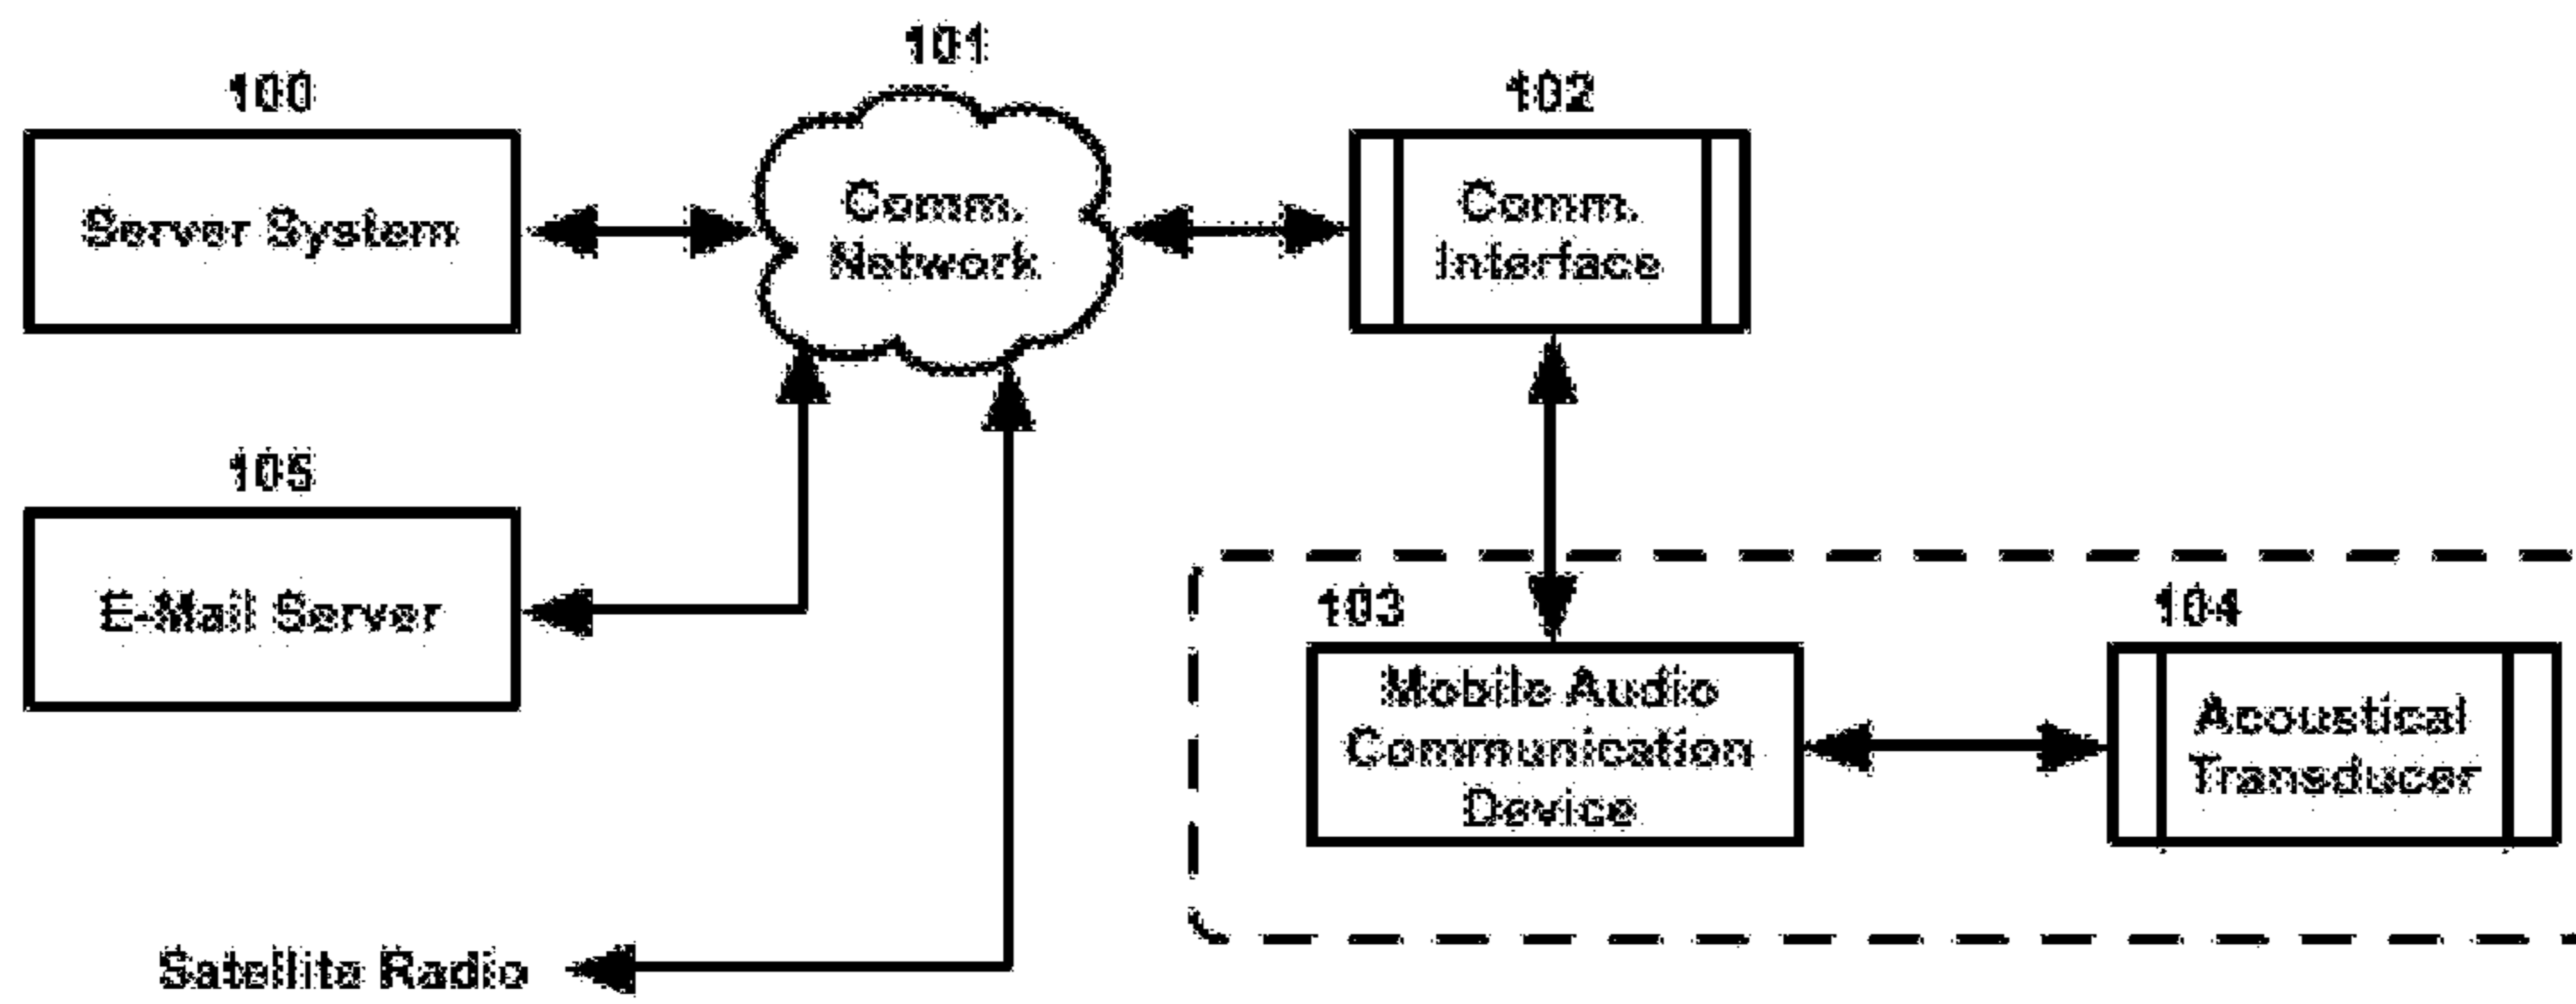 101
100
102
Server System
Comm.
Network
Comm.
Interface
105
E-Mail Server
103
104
Mobile Audio
Communication
Device
Acoustical
Transducer
Satellite Radio